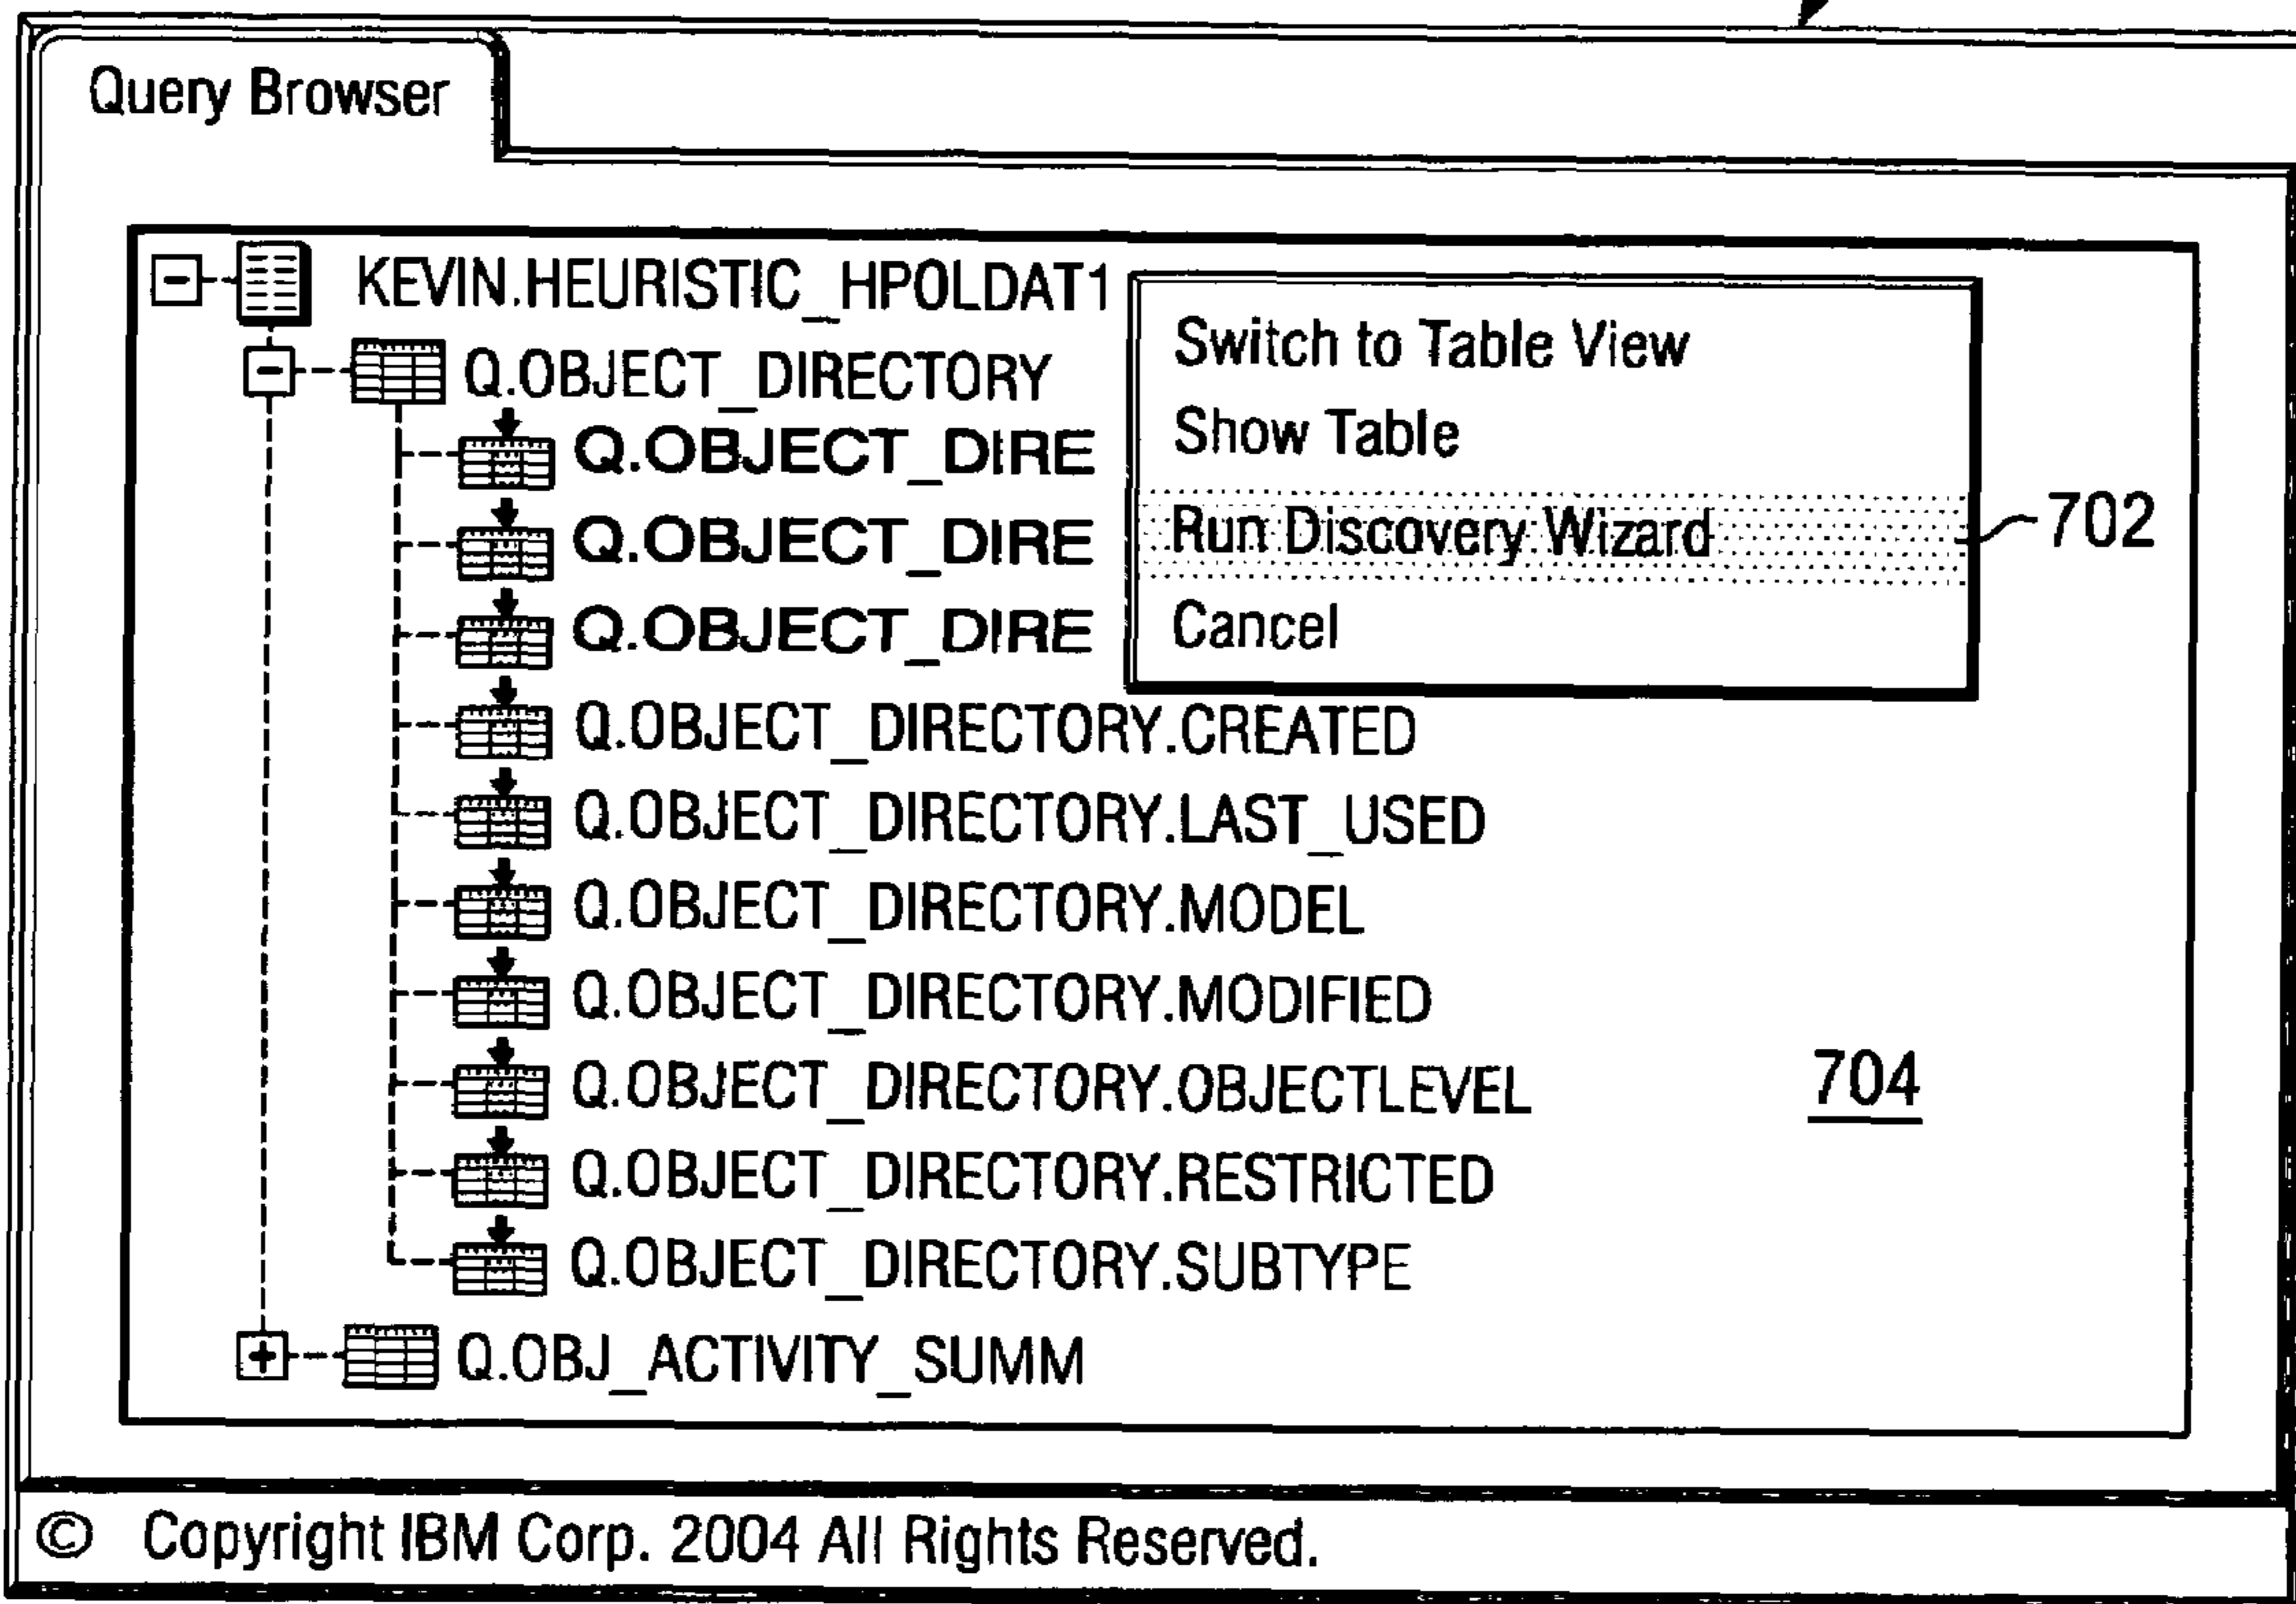 Query Browser
KEVIN.HEURISTIC_HPOLDAT1
Q.OBJECT_DIRECTORY
Q.OBJECT_DIRE
Q.OBJECT_DIRE
Q.OBJECT_DIRE
Switch to Table View
Show Table
Run Discovery Wizard
702
Cancel
Q.OBJECT_DIRECTORY.CREATED
Q.OBJECT_DIRECTORY.LAST_USED
Q.OBJECT_DIRECTORY.MODEL
Q.OBJECT_DIRECTORY.MODIFIED
Q.OBJECT_DIRECTORY.OBJECTLEVEL
704
Q.OBJECT_DIRECTORY.RESTRICTED
Q.OBJECT_DIRECTORY.SUBTYPE
Q.OBJ_ACTIVITY_SUMM
© Copyright IBM Corp. 2004 All Rights Reserved.